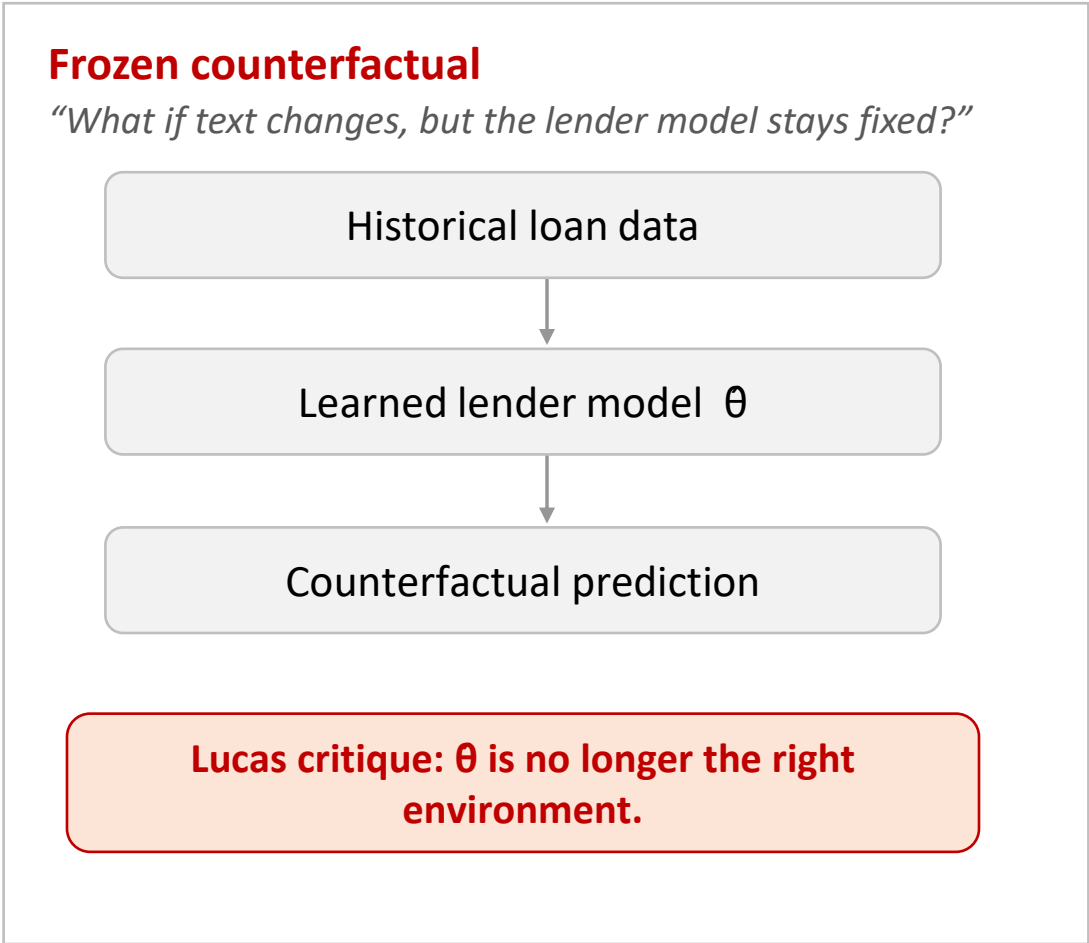 Frozen counterfactual
“What if text changes, but the lender model stays fixed?”
Historical loan data
Learned lender model θ̂
Counterfactual prediction
Lucas critique: θ̂ is no longer the right
environment.